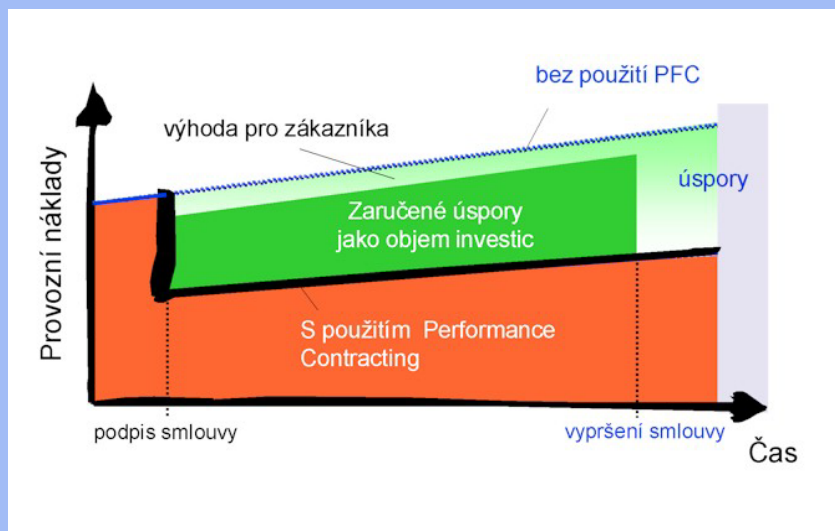 bez použití PFC
výhoda pro zákazníka
úspory
Zaručené úspory
jako objem investic
Provozní náklady
S použitím Performance
Contracting
podpis smlouvy
vypršení smlouvy
Čas